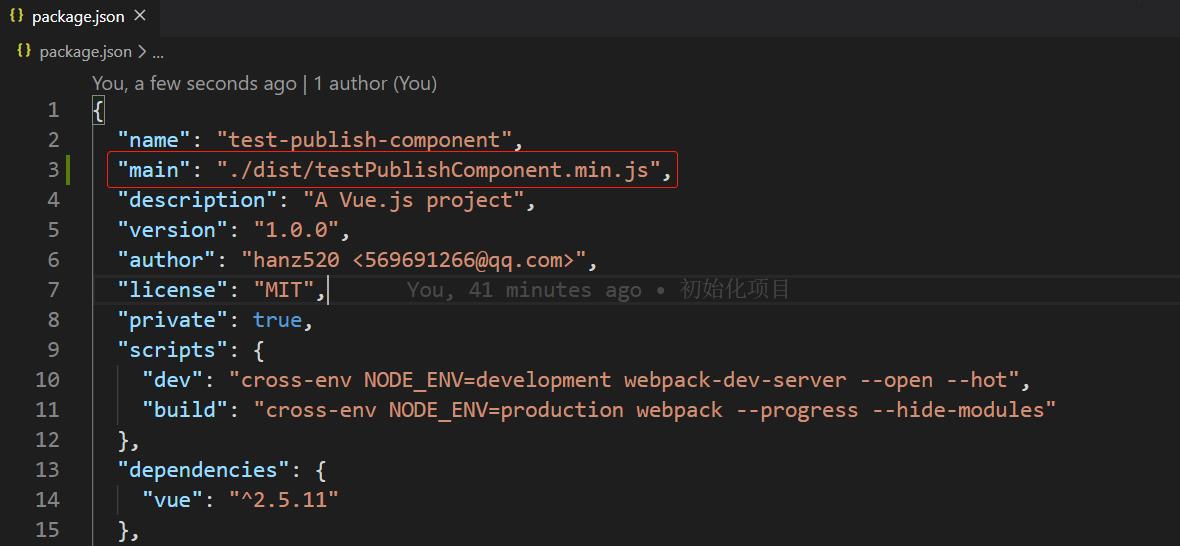 {} package.json ×
{} package.json > ...
You, a few seconds ago | 1 author (You)
1 {
2 "name": "test-publish-component",
3 "main": "./dist/testPublishComponent.min.js",
4 "description": "A Vue.js project",
5 "version": "1.0.0",
6 "author": "hanz520 <569691266@qq.com>",
7 "license": "MIT", You, 41 minutes ago • 初始化项目
8 "private": true,
9 "scripts": {
10 "dev": "cross-env NODE_ENV=development webpack-dev-server --open --hot",
11 "build": "cross-env NODE_ENV=production webpack --progress --hide-modules"
12 },
13 "dependencies": {
14 "vue": "^2.5.11"
15 },